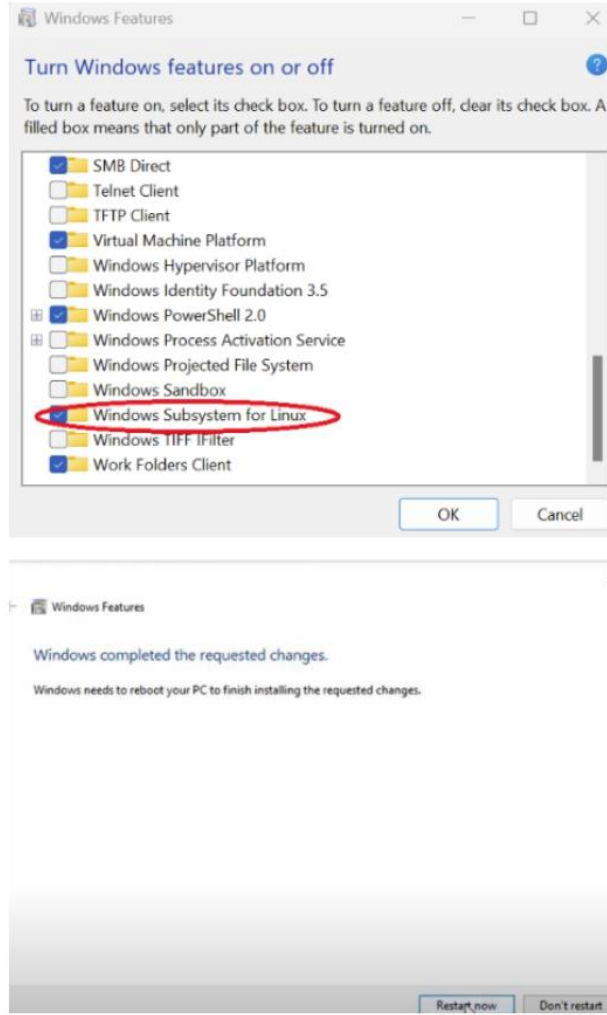 Windows Features
Turn Windows features on or off
To turn a feature on, select its check box. To turn a feature off, clear its check box. A
filled box means that only part of the feature is turned on.
SMB Direct
Telnet Client
TFTP Client
Virtual Machine Platform
Windows Hypervisor Platform
Windows Identity Foundation 3.5
Windows PowerShell 2.0
Windows Process Activation Service
Windows Projected File System
Windows Sandbox
Windows Subsystem for Linux
Windows TIFF IFilter
Work Folders Client
OK Cancel
Windows Features
Windows completed the requested changes.
Windows needs to reboot your PC to finish installing the requested changes.
Restart now Don't restart